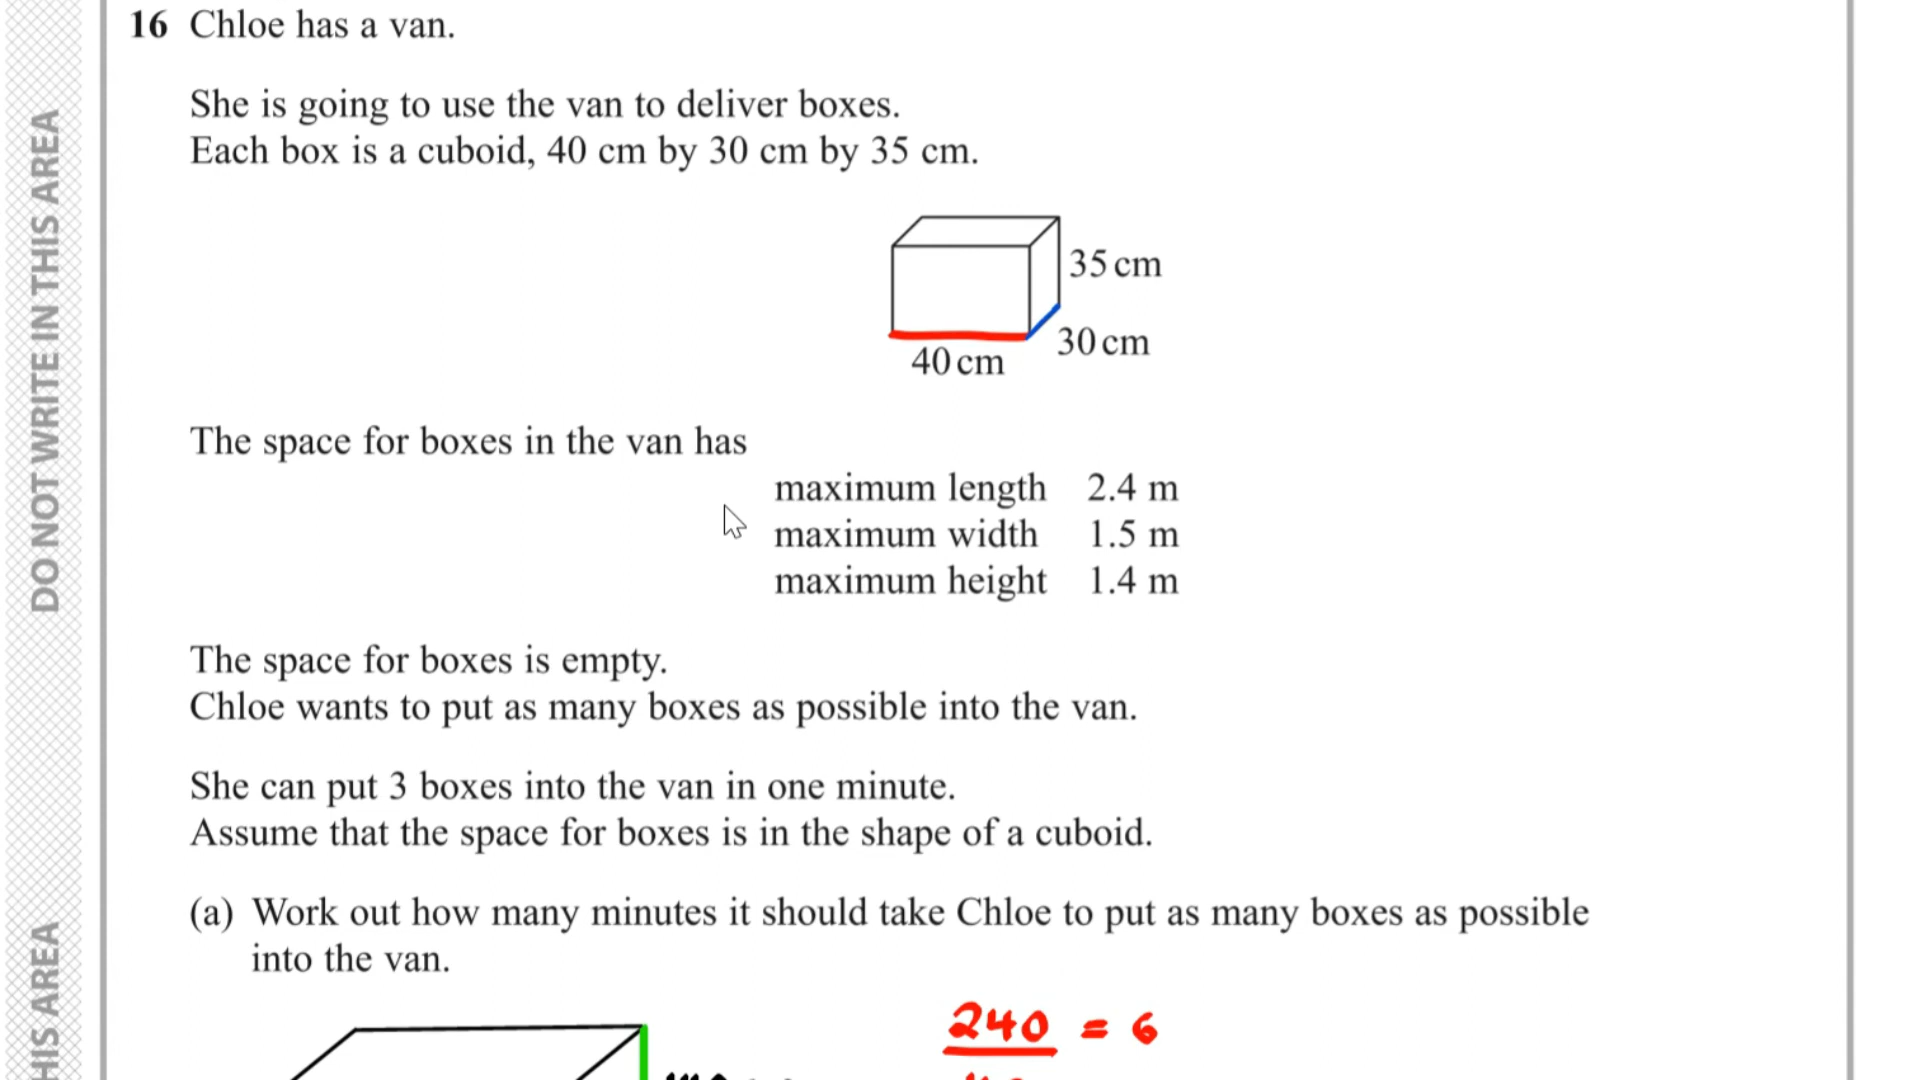 16 Chloe has a van.
She is going to use the van to deliver boxes.
Each box is a cuboid, 40 cm by 30 cm by 35 cm.
35 cm
30 cm
40 cm
The space for boxes in the van has
maximum length 2.4 m
maximum width 1.5 m
maximum height 1.4 m
The space for boxes is empty.
Chloe wants to put as many boxes as possible into the van.
She can put 3 boxes into the van in one minute.
Assume that the space for boxes is in the shape of a cuboid.
(a) Work out how many minutes it should take Chloe to put as many boxes as possible
into the van.
240 = 6
DO NOT WRITE IN THIS AREA
HIS AREA